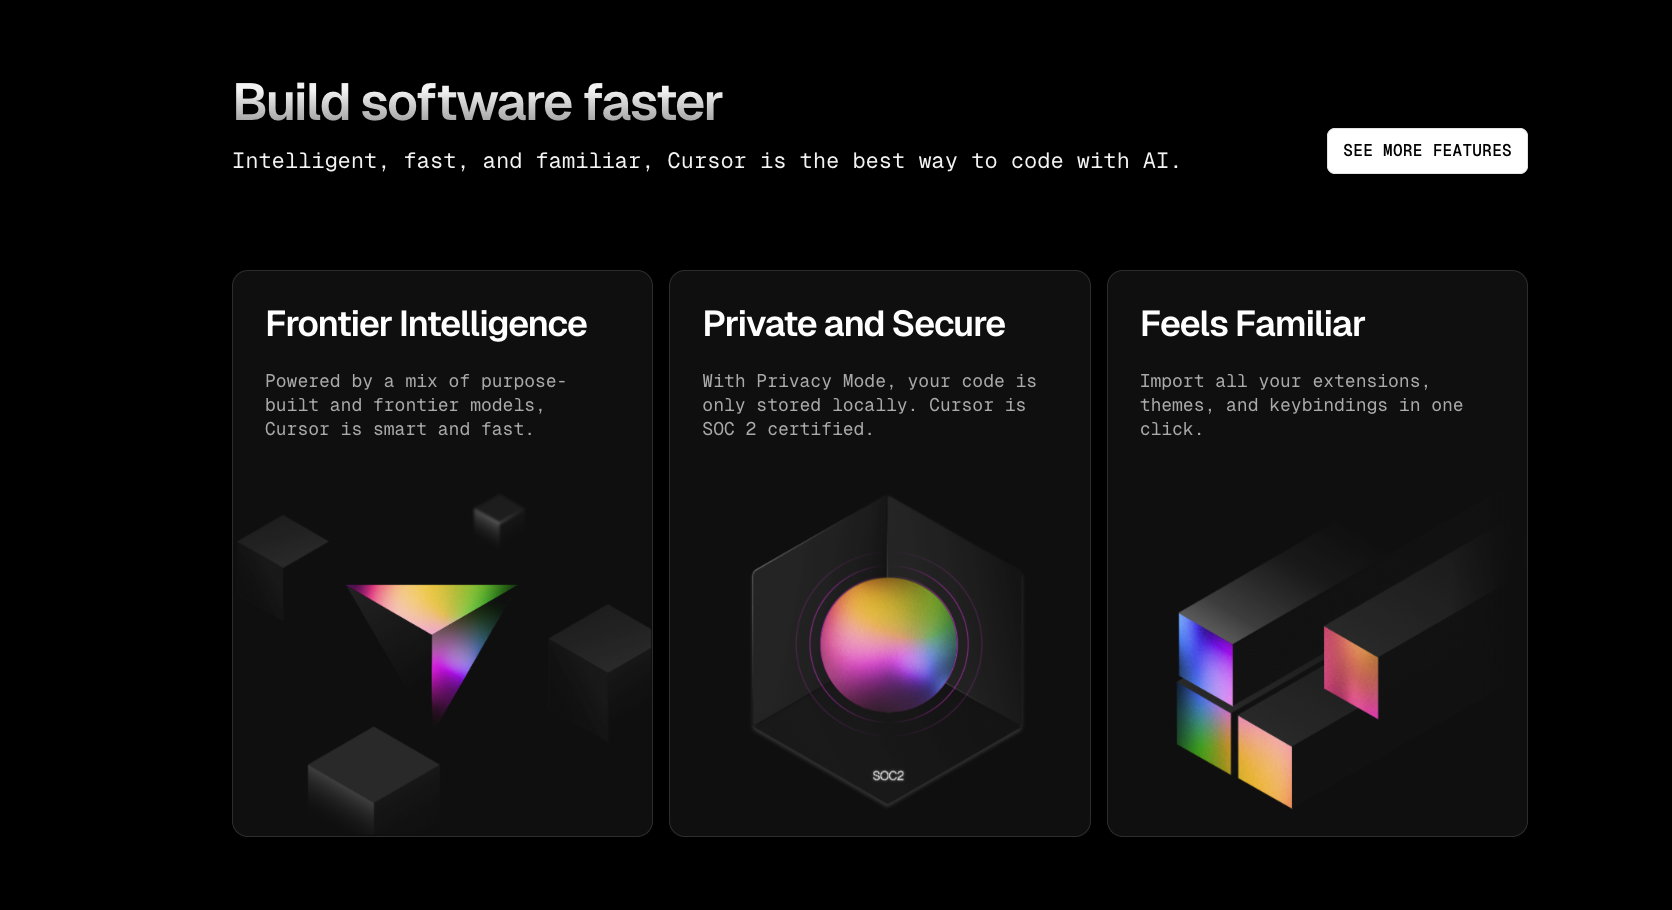 Build software faster
Intelligent, fast, and familiar, Cursor is the best way to code with AI.
SEE MORE FEATURES
Frontier Intelligence
Powered by a mix of purpose-
built and frontier models,
Cursor is smart and fast.
Private and Secure
With Privacy Mode, your code is
only stored locally. Cursor is
SOC 2 certified.
SOC2
Feels Familiar
Import all your extensions,
themes, and keybindings in one
click.